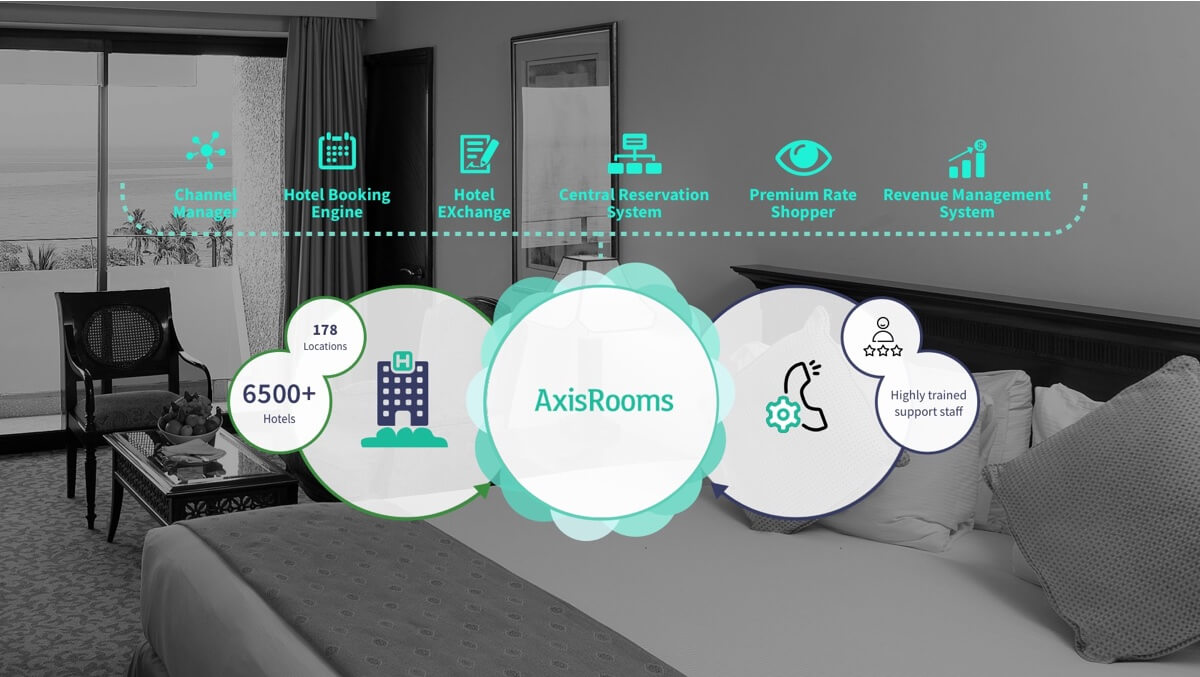 Channel
Manager
Hotel Booking
Engine
Hotel
EXchange
Central Reservation
System
Premium Rate
Shopper
Revenue Management
System
178
Locations
6500+
Hotels
H
AxisRooms
Highly trained
support staff
$